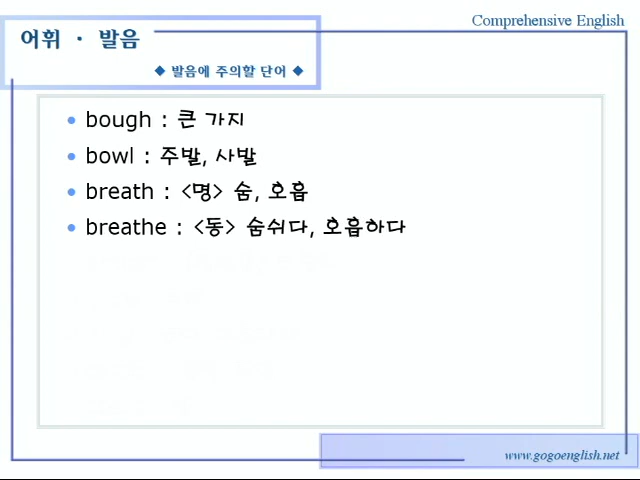 Comprehensive English
어휘 · 발음
◆ 발음에 주의할 단어 ◆
• bough : 큰 가지
• bowl : 주발, 사발
• breath : <명> 숨, 호흡
• breathe : <동> 숨쉬다, 호흡하다
www.gogoenglish.net